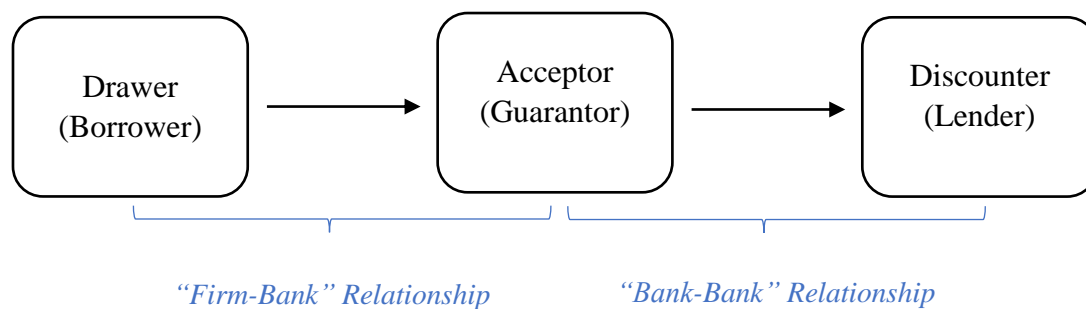 Drawer
(Borrower)
Acceptor
(Guarantor)
Discounter
(Lender)
“Firm-Bank” Relationship
“Bank-Bank” Relationship